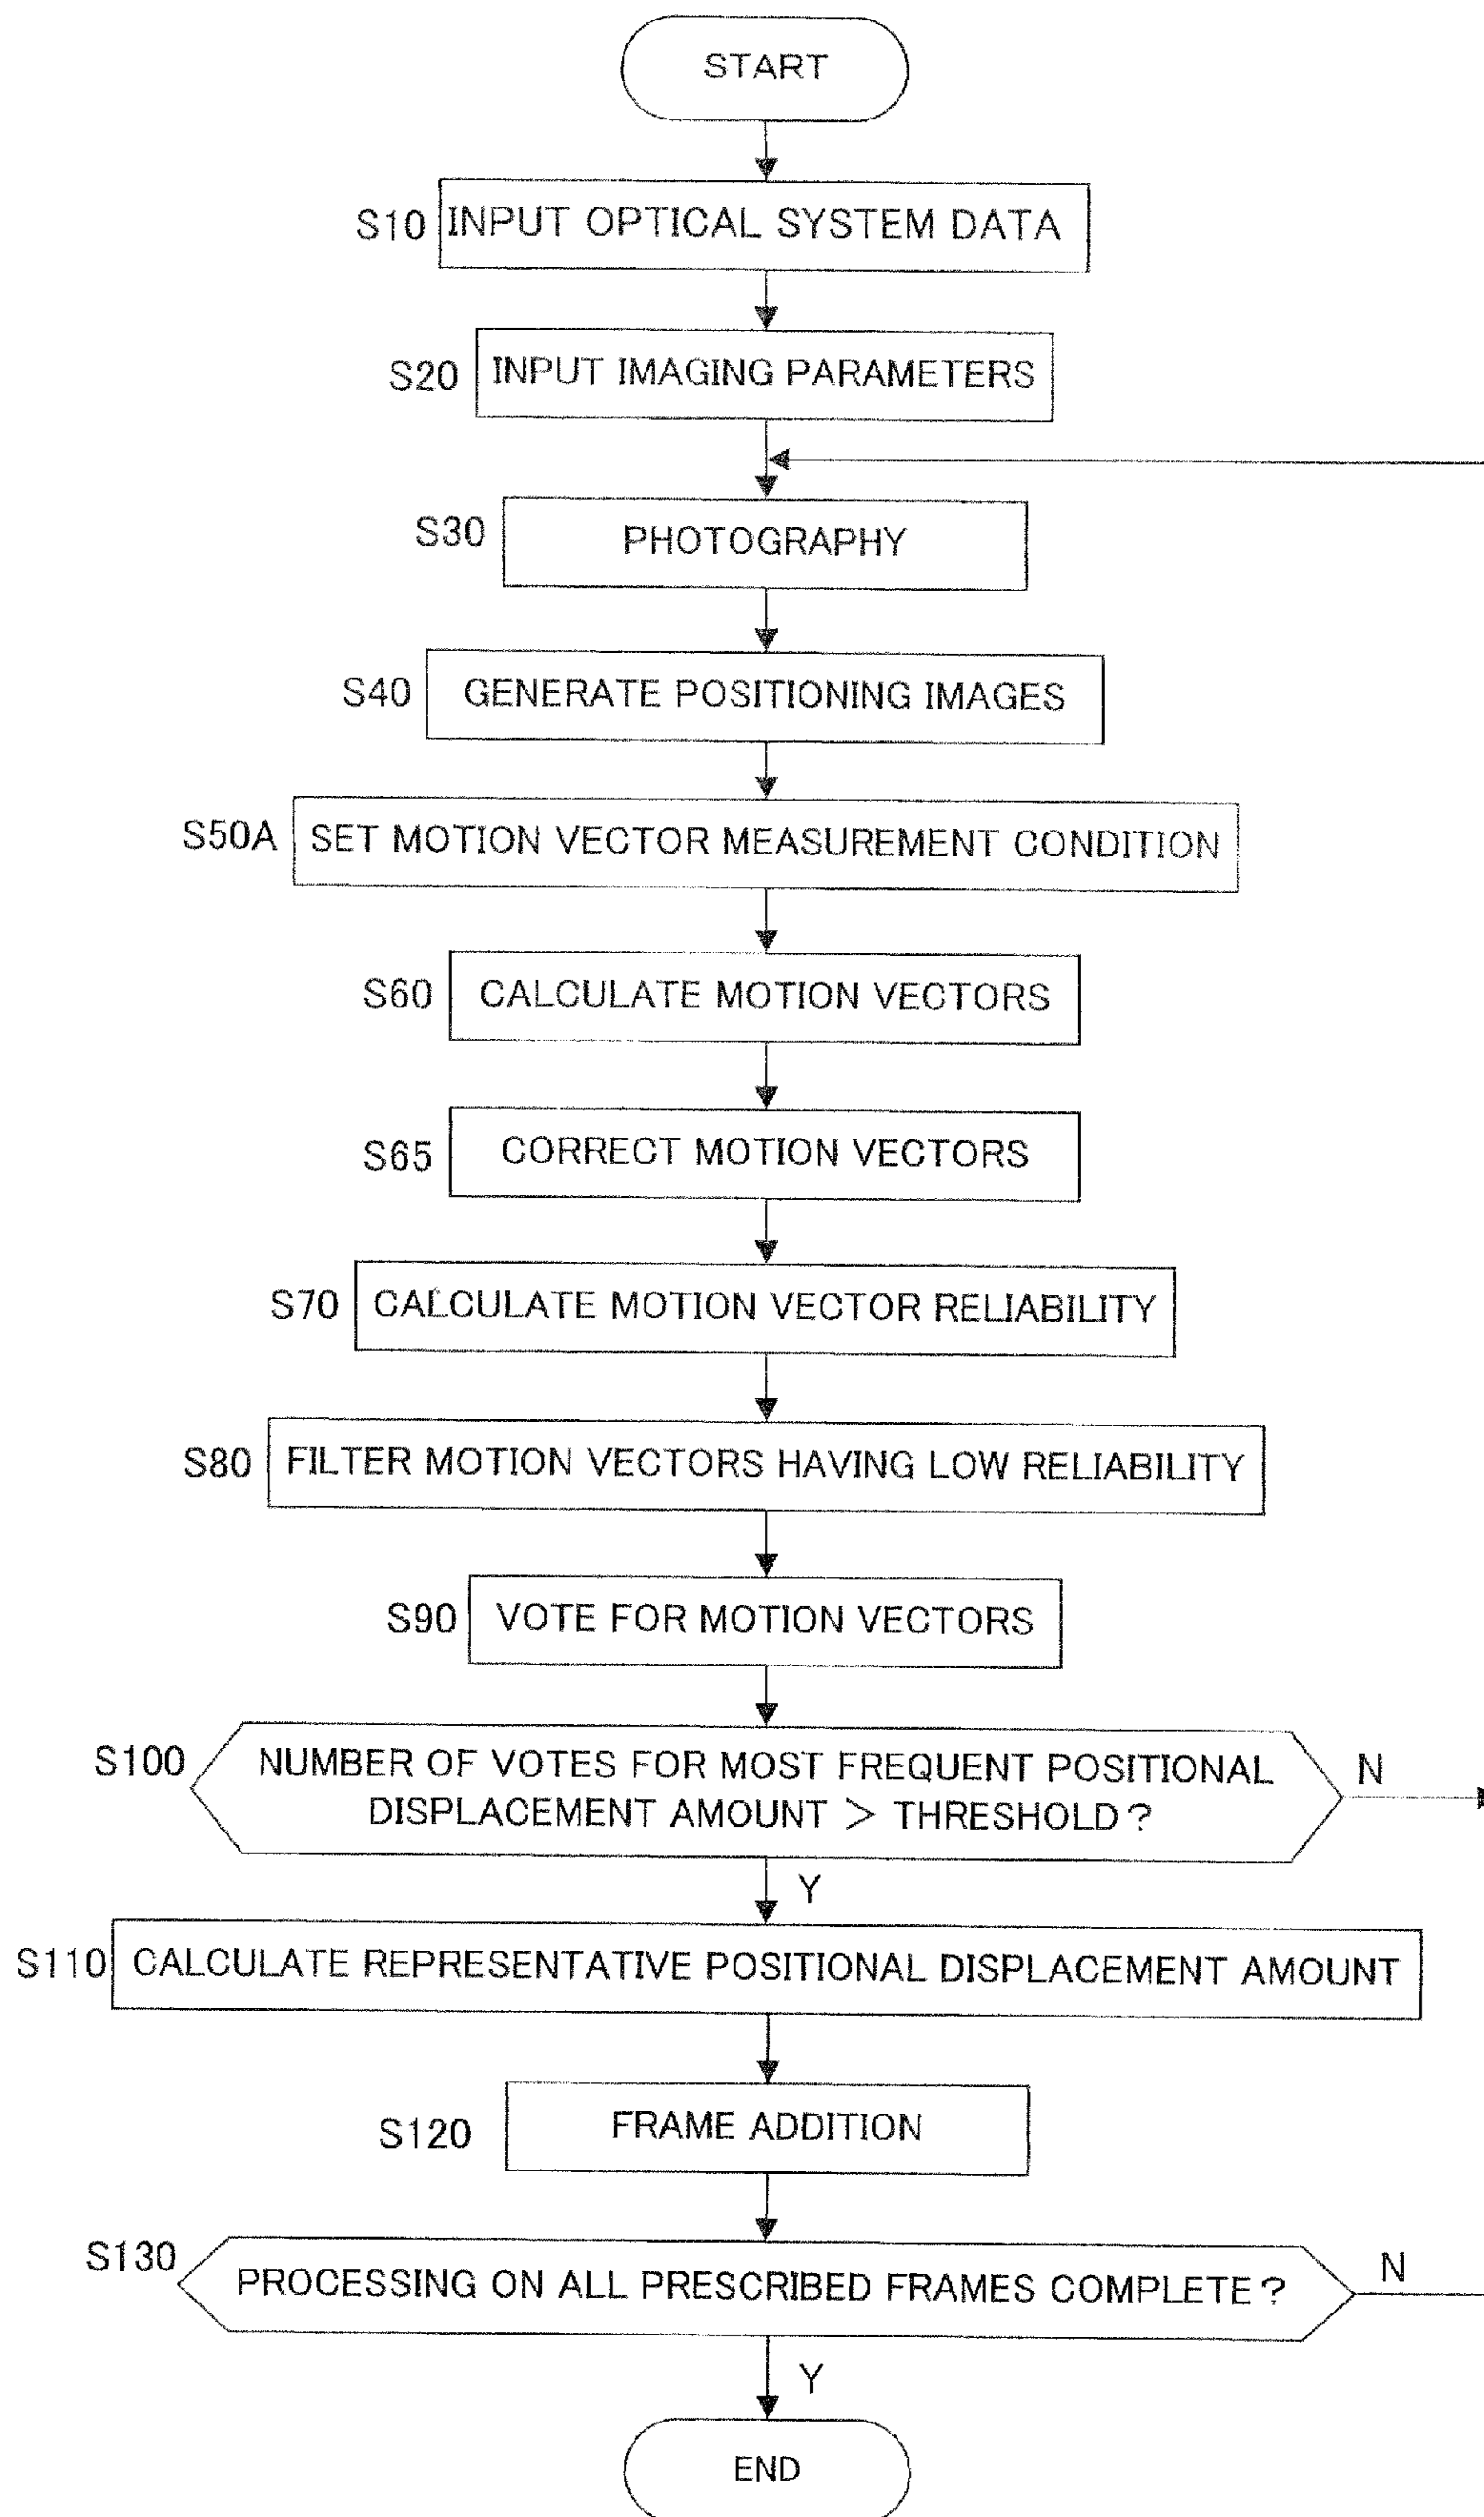 START
S10 INPUT OPTICAL SYSTEM DATA
S20 INPUT IMAGING PARAMETERS
S30 PHOTOGRAPHY
S40 GENERATE POSITIONING IMAGES
S50A SET MOTION VECTOR MEASUREMENT CONDITION
S60 CALCULATE MOTION VECTORS
S65 CORRECT MOTION VECTORS
S70 CALCULATE MOTION VECTOR RELIABILITY
S80 FILTER MOTION VECTORS HAVING LOW RELIABILITY
S90 VOTE FOR MOTION VECTORS
S100 NUMBER OF VOTES FOR MOST FREQUENT POSITIONAL N
DISPLACEMENT AMOUNT > THRESHOLD?
Y
S110 CALCULATE REPRESENTATIVE POSITIONAL DISPLACEMENT AMOUNT
S120 FRAME ADDITION
S130 PROCESSING ON ALL PRESCRIBED FRAMES COMPLETE? N
Y
END